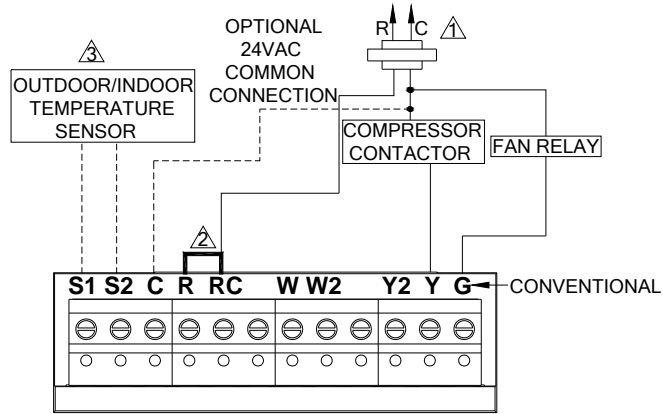 OPTIONAL
24VAC
COMMON
CONNECTION
R C
1
3
OUTDOOR/INDOOR
TEMPERATURE
SENSOR
COMPRESSOR
CONTACTOR
FAN RELAY
2
S1 S2 C R RC W W2 Y2 Y G
CONVENTIONAL